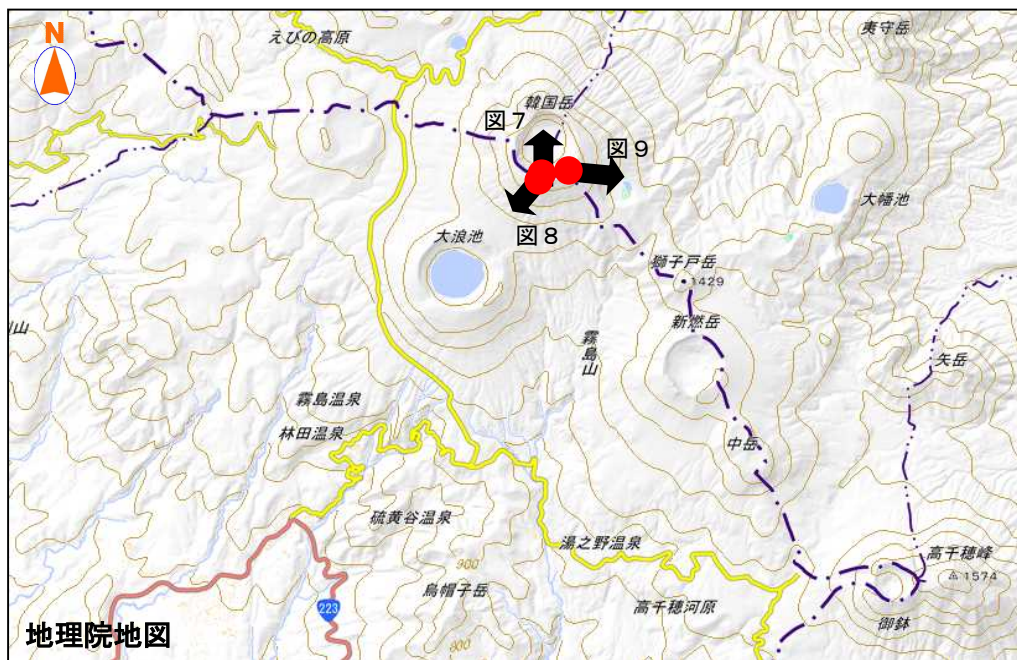 N
えびの高原
夷守岳
韓国岳
図7
図9
大幡池
図8
大浪池
獅子戸岳
1429
新燃岳
川山
霧島山
矢岳
霧島温泉
林田温泉
中岳
硫黄谷温泉
湯之野温泉
高千穂峰
900
1574
烏帽子岳
223
高千穂河原
御鉢
地理院地図
900